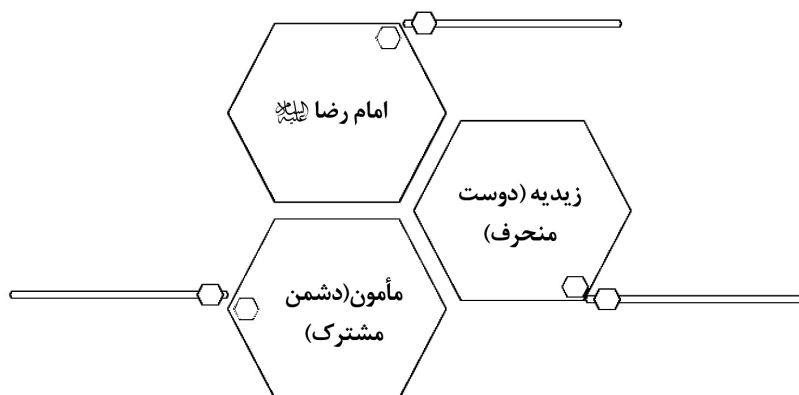 امام رضا علیه‌السلام
زیدیه (دوست
منحرف)
مأمون(دشمن
مشترک)